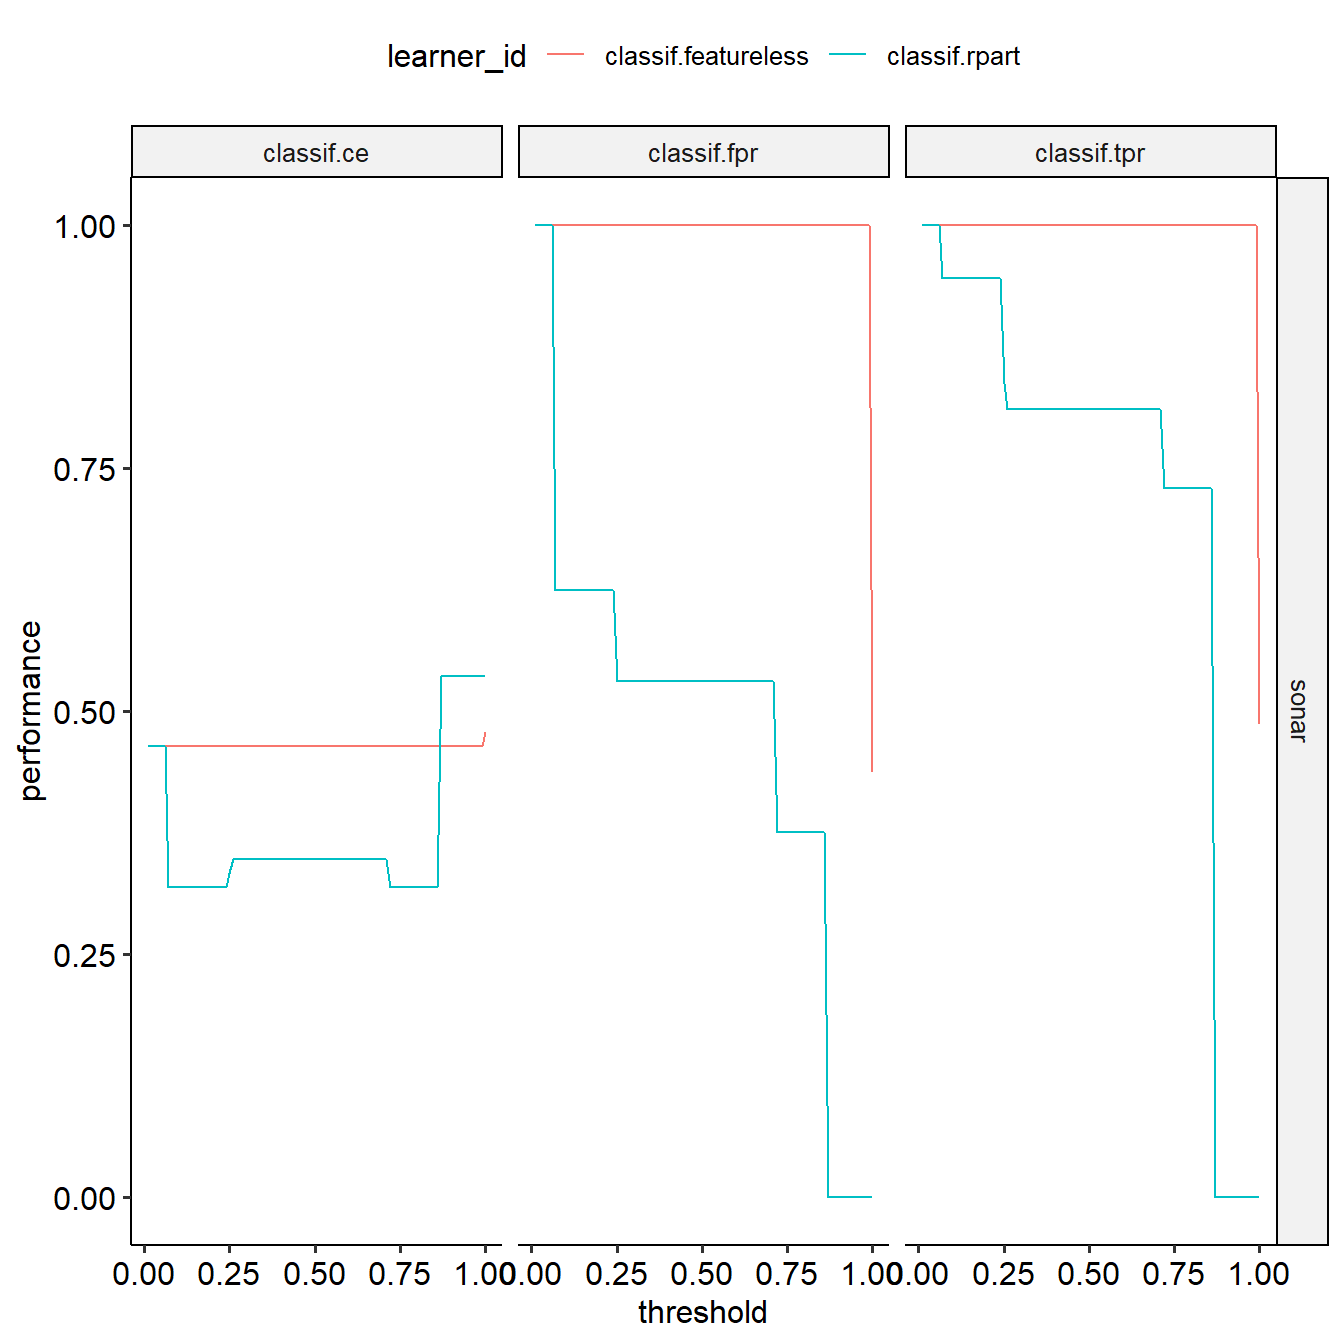 learner_id classif.featureless classif.rpart
classif.ce classif.fpr classif.tpr
1.00
0.75
0.50
0.25
0.00
performance
sonar
0.00 0.25 0.50 0.75 1.00 0.00 0.25 0.50 0.75 1.00 0.00 0.25 0.50 0.75 1.00
threshold